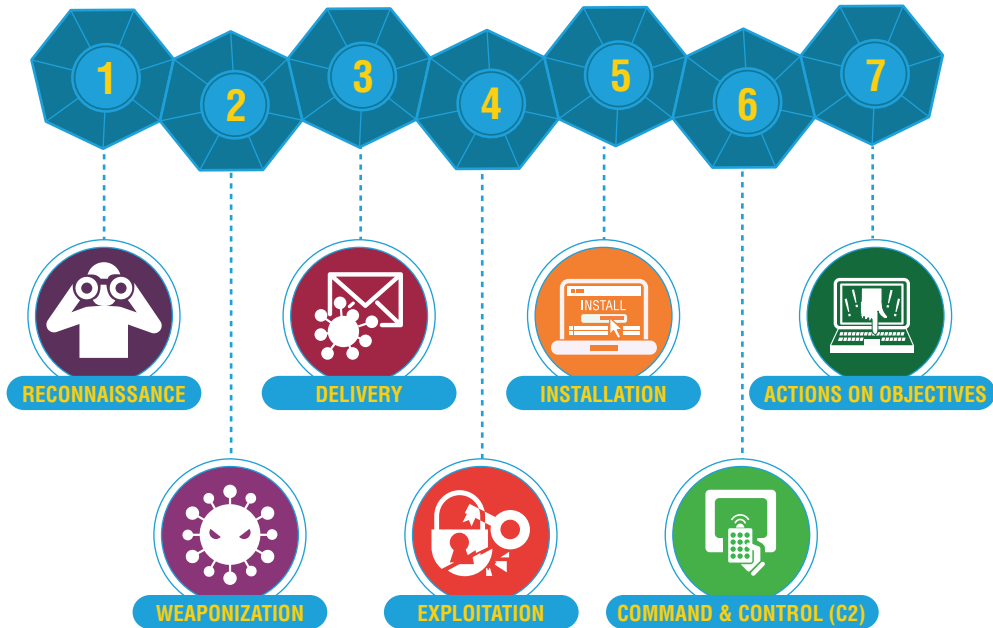 1
2
3
4
5
6
7
INSTALL
RECONNAISSANCE
DELIVERY
INSTALLATION
ACTIONS ON OBJECTIVES
WEAPONIZATION
EXPLOITATION
COMMAND & CONTROL (C2)